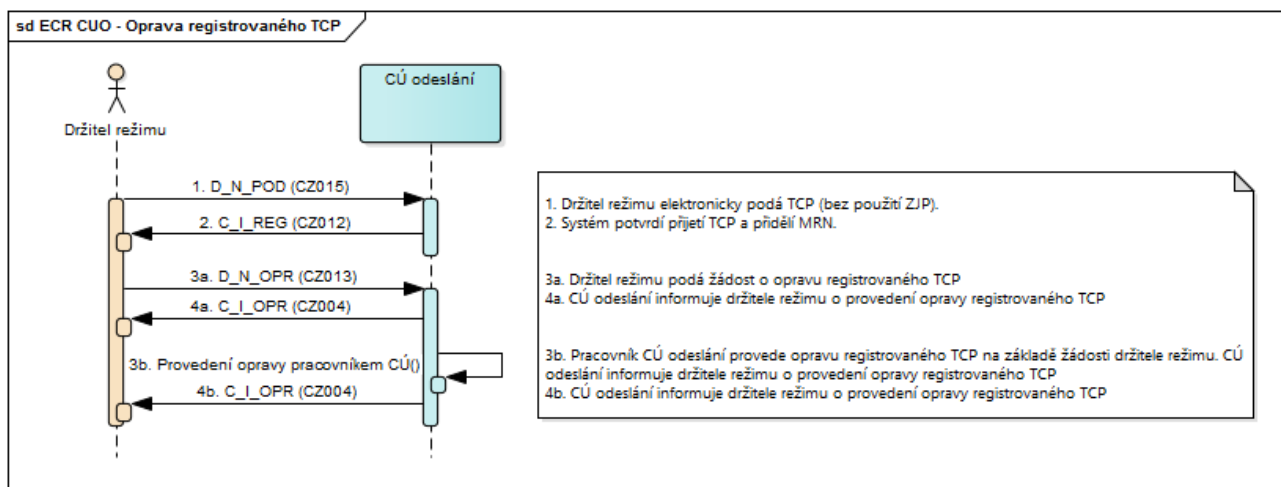 sd ECR CUO - Oprava registrovaného TCP
CÚ odeslání
Držitel režimu
1. D_N_POD (CZ015)
2. C_I_REG (CZ012)
3a. D_N_OPR (CZ013)
4a. C_I_OPR (CZ004)
3b. Provedení opravy pracovníkem CÚ()
4b. C_I_OPR (CZ004)
1. Držitel režimu elektronicky podá TCP (bez použití ZJP).
2. Systém potvrdí přijetí TCP a přidělí MRN.
3a. Držitel režimu podá žádost o opravu registrovaného TCP
4a. CÚ odeslání informuje držitele režimu o provedení opravy registrovaného TCP
3b. Pracovník CÚ odeslání provede opravu registrovaného TCP na základě žádosti držitele režimu. CÚ
odeslání informuje držitele režimu o provedení opravy registrovaného TCP
4b. CÚ odeslání informuje držitele režimu o provedení opravy registrovaného TCP